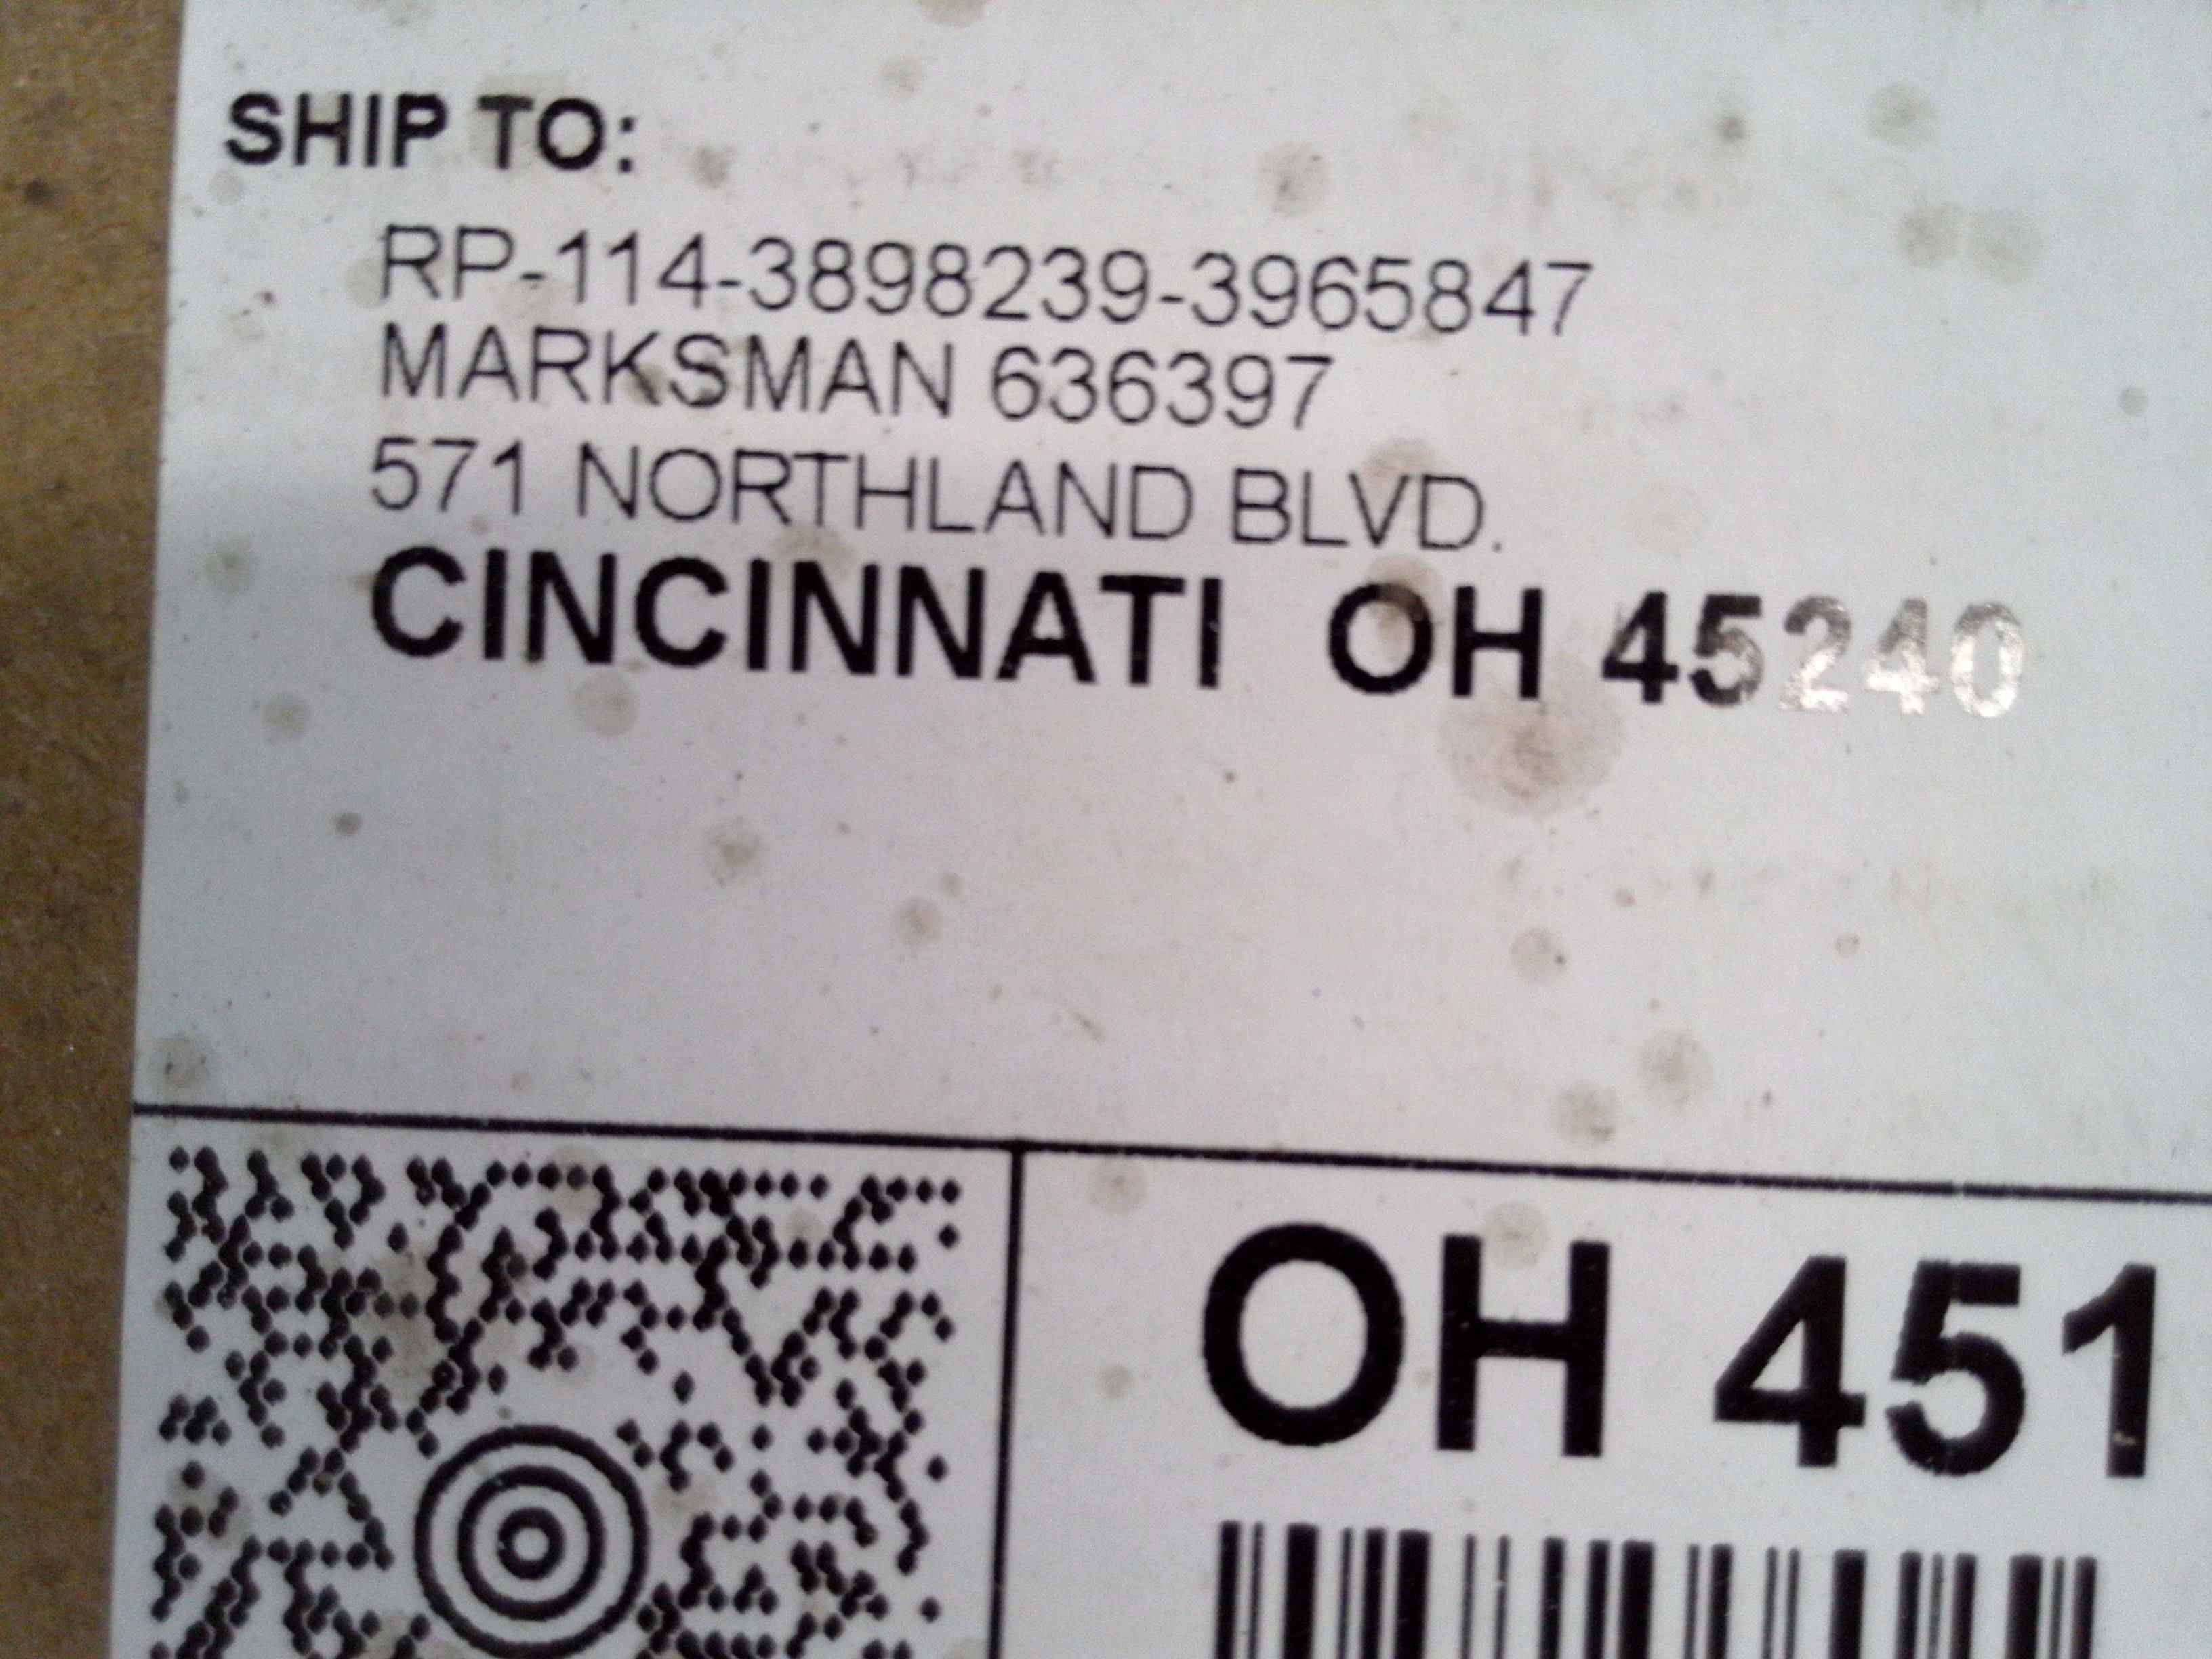 SHIP TO:
RP-114-3898239-3965847
MARKSMAN 636397
571 NORTHLAND BLVD.
CINCINNATI OH 45240
OH 451